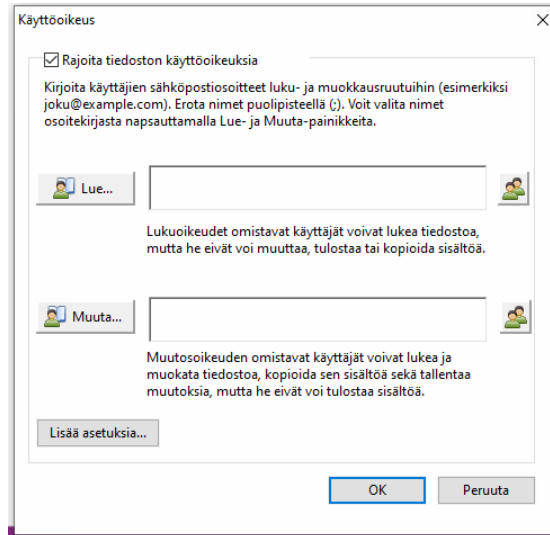 Käyttöoikeus
Rajoita tiedoston käyttöoikeuksia
Kirjoita käyttäjien sähköpostiosoitteet luku- ja muokkausruutuihin (esimerkiksi
joku@example.com). Erota nimet puolipisteellä (;). Voit valita nimet
osoitekirjasta napsauttamalla Lue- ja Muuta-painikkeita.
Lue...
Lukuoikeudet omistavat käyttäjät voivat lukea tiedostoa,
mutta he eivät voi muuttaa, tulostaa tai kopioida sisältöä.
Muuta...
Muutosoikeuden omistavat käyttäjät voivat lukea ja
muokata tiedostoa, kopioida sen sisältöä sekä tallentaa
muutoksia, mutta he eivät voi tulostaa sisältöä.
Lisää asetuksia...
OK
Peruuta